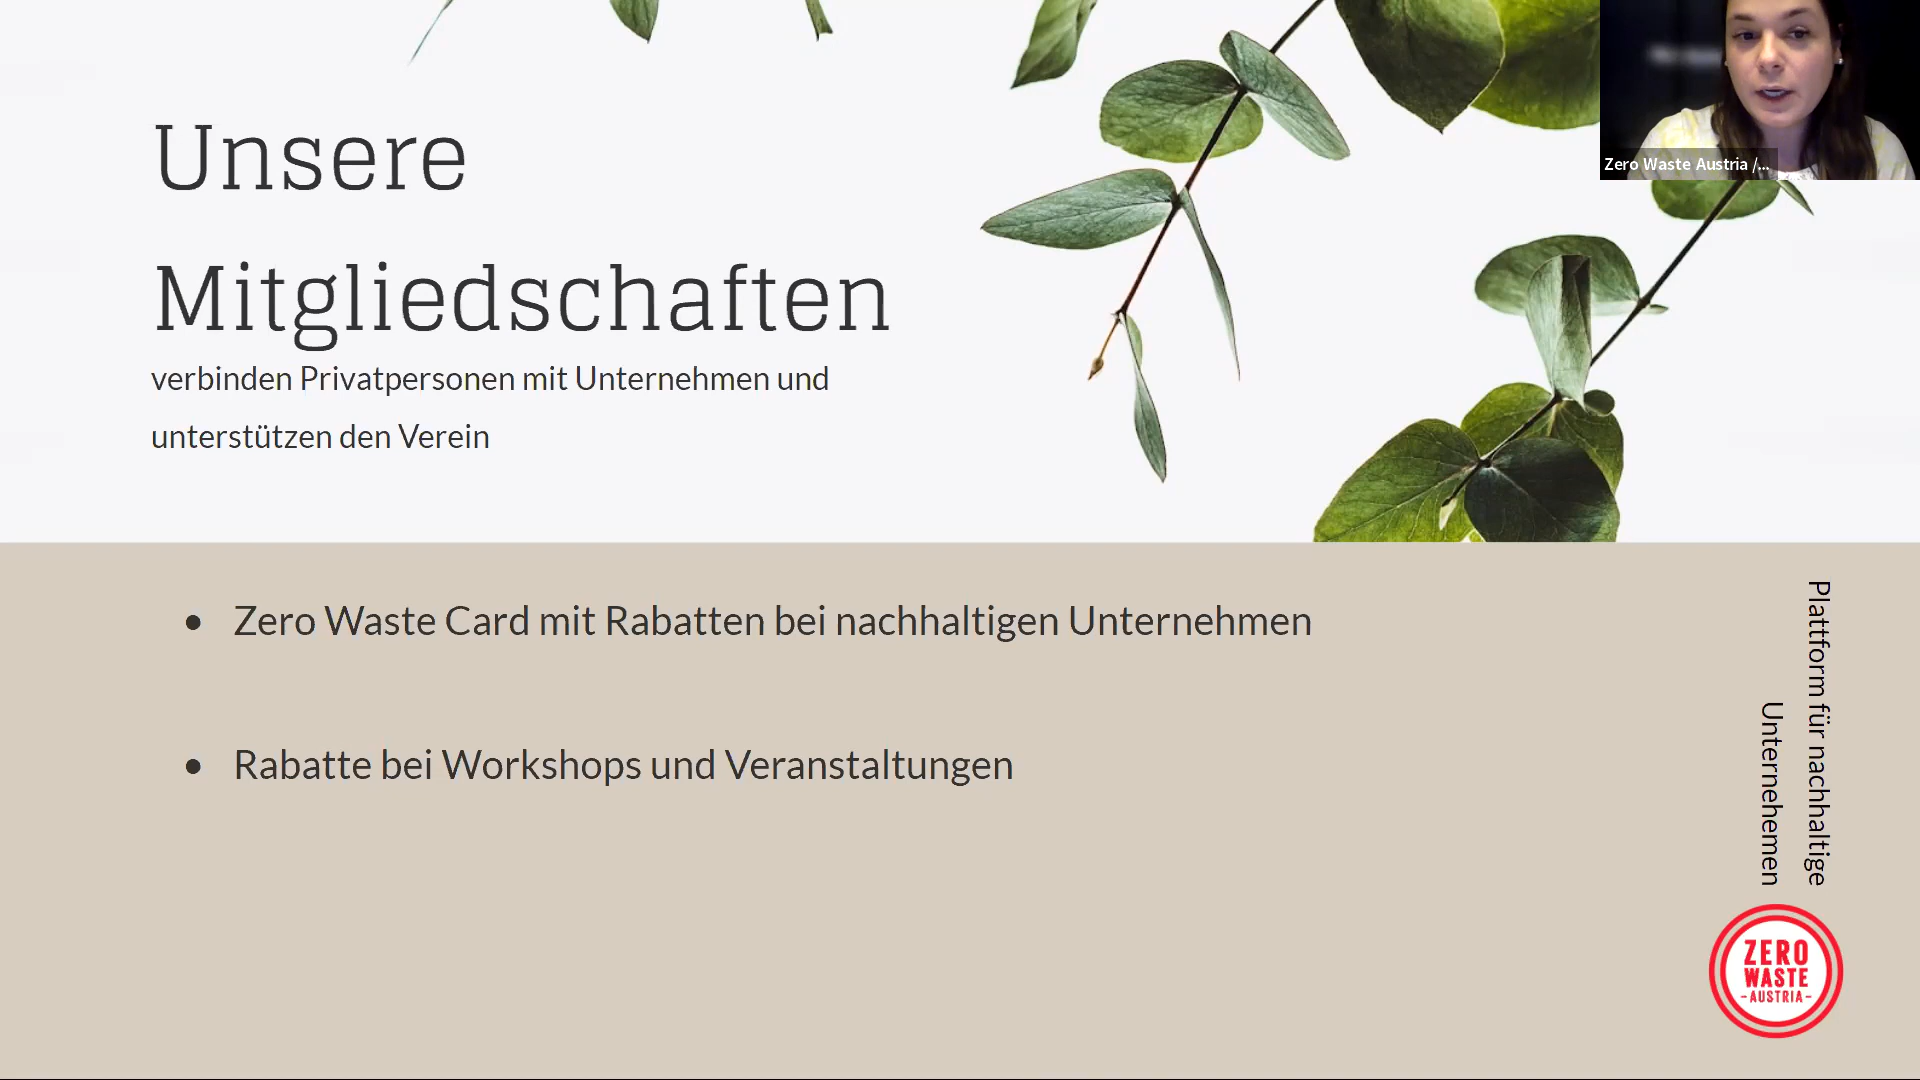 Unsere
Mitgliedschaften
verbinden Privatpersonen mit Unternehmen und
unterstützen den Verein
Zero Waste Austria /...
• Zero Waste Card mit Rabatten bei nachhaltigen Unternehmen
• Rabatte bei Workshops und Veranstaltungen
Plattform für nachhaltige
Unternehemen
ZERO
WASTE
-AUSTRIA-